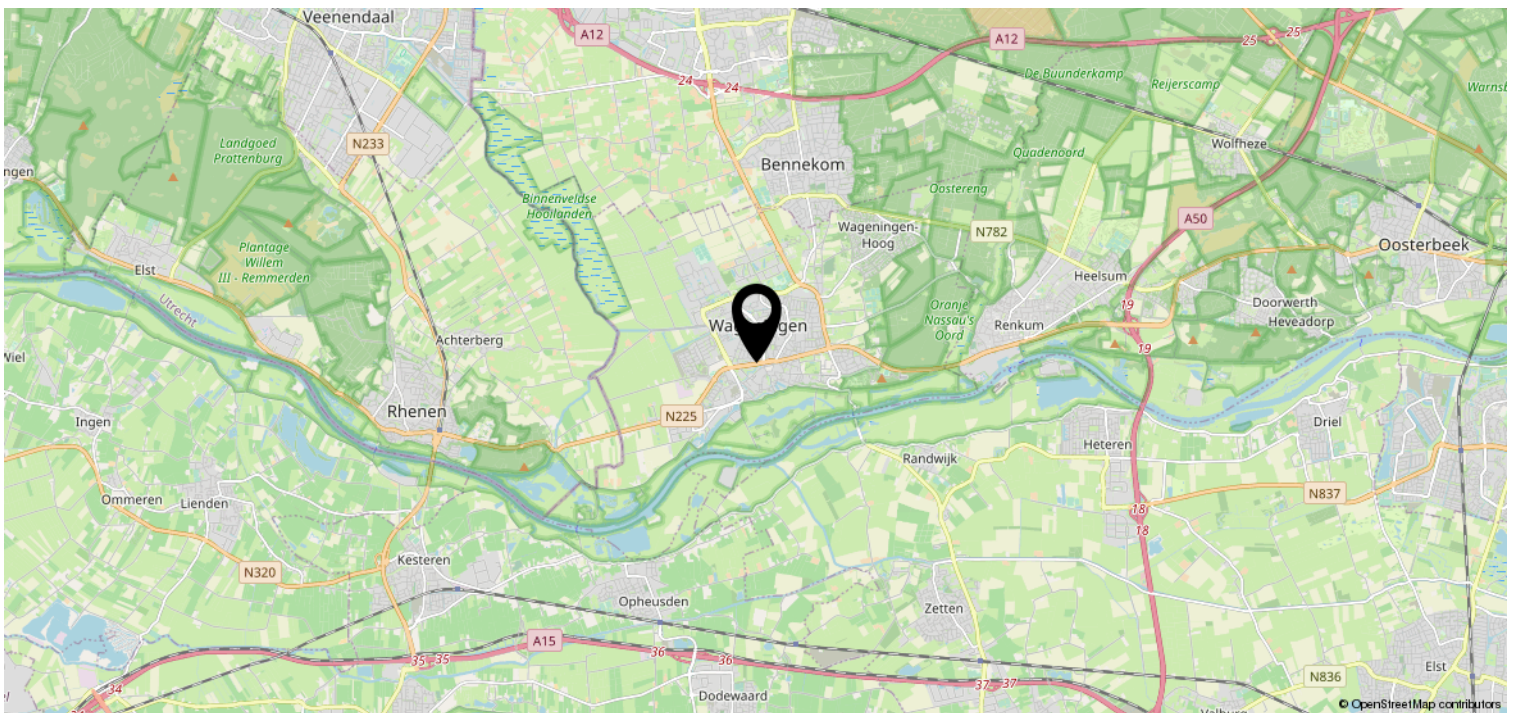 Veenendaal
A12
A12
25
25
24
24
De Buunderkamp
Reijerscamp
N233
Landgoed
Prattenburg
Wolfheze
Bennekom
Quadenoord
ngen
Oostereng
Binnenveldse
Hooilanden
A50
Wageningen-
Hoog
N782
Oosterbeek
Plantage
Willem
III - Remmerden
Elst
Heelsum
Utrecht
Oranje
Nassau's
Oord
19
Doorwerth
Heveadorp
Renkum
Achterberg
19
Rhenen
N225
Ingen
Driel
Heteren
Randwijk
Ommeren
Lienden
N837
18
18
Kesteren
N320
Opheusden
Zetten
A15
35
35
36
36
Elst
N836
37
37
34
Dodewaard
© OpenStreetMap contributors